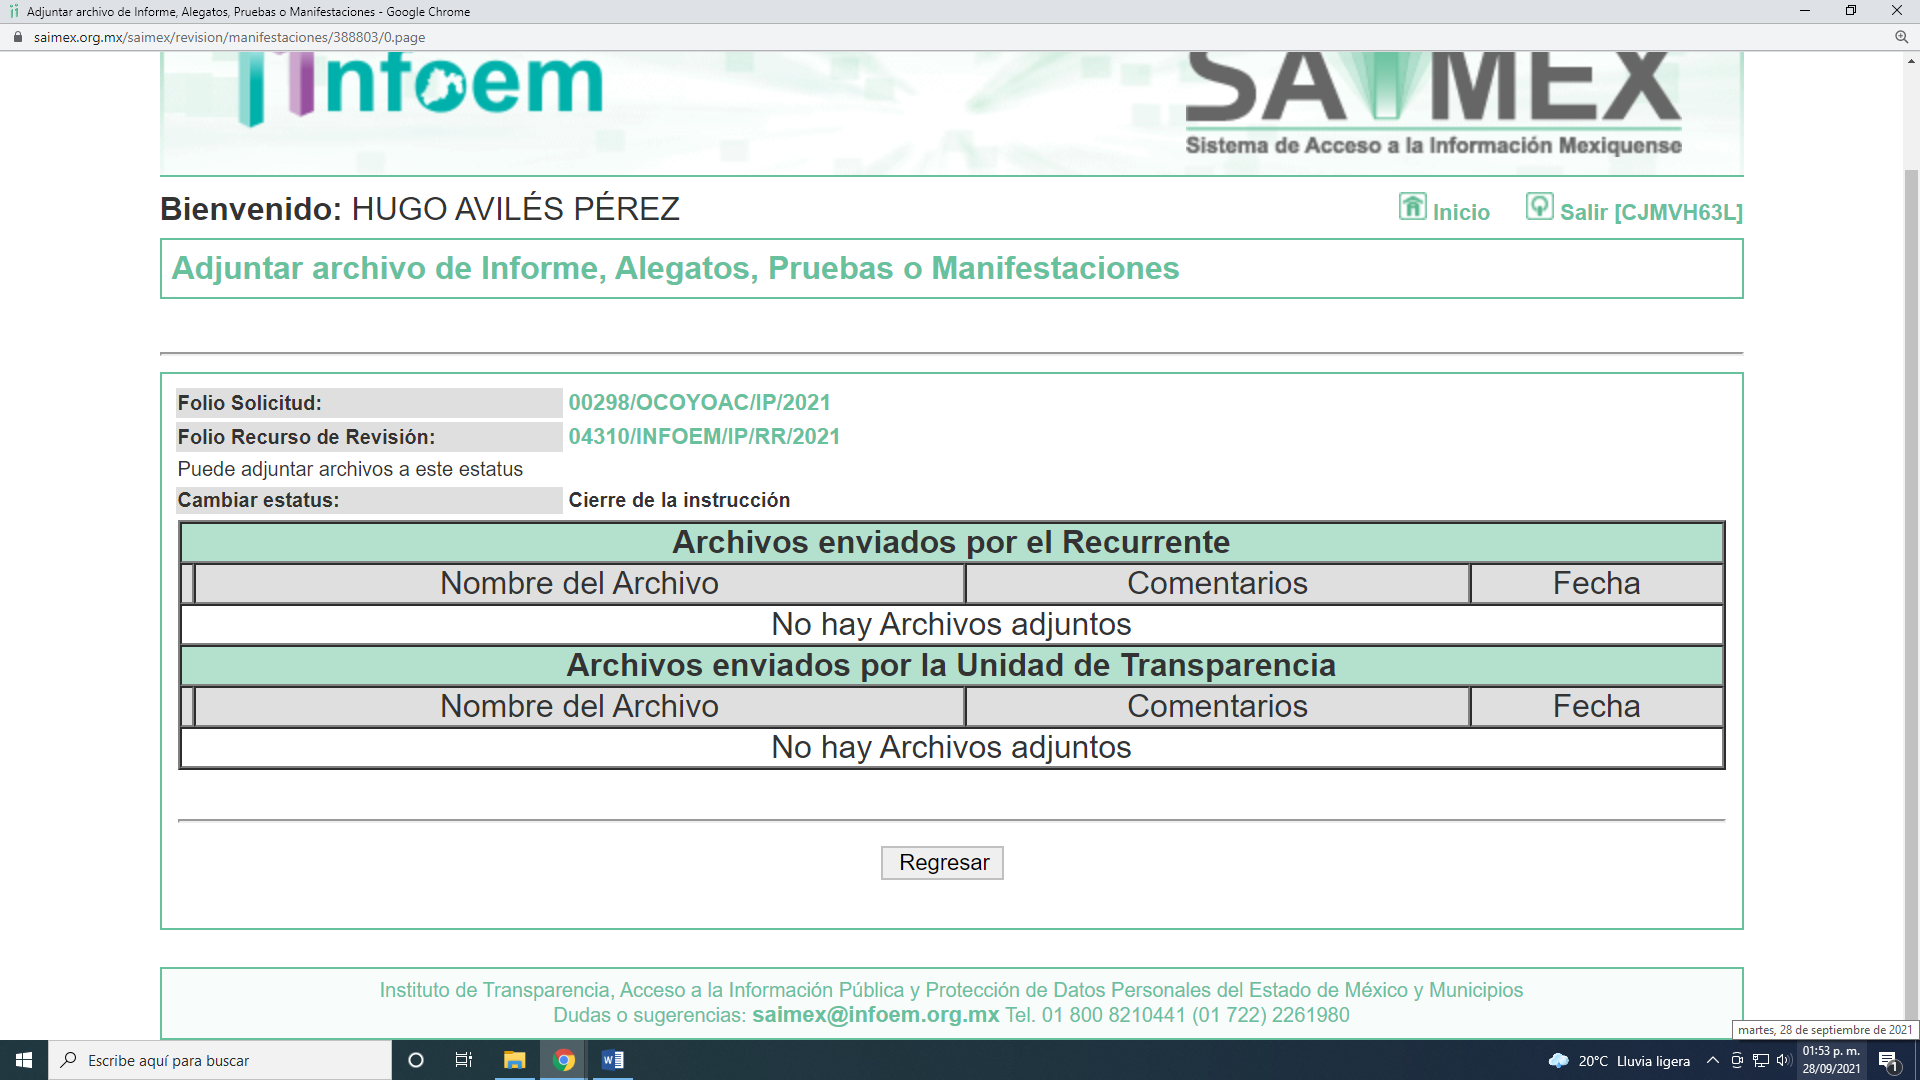 Adjuntar archivo de Informe, Alegatos, Pruebas o Manifestaciones - Google Chrome
saimex.org.mx/saimex/revision/manifestaciones/388803/0.page
infoem
SAIMEX
Sistema de Acceso a la Información Mexiquense
Bienvenido: HUGO AVILÉS PÉREZ
Inicio
Salir [CJMVH63L]
Adjuntar archivo de Informe, Alegatos, Pruebas o Manifestaciones
Folio Solicitud: 00298/OCOYOAC/IP/2021
Folio Recurso de Revisión: 04310/INFOEM/IP/RR/2021
Puede adjuntar archivos a este estatus
Cambiar estatus: Cierre de la instrucción
Archivos enviados por el Recurrente
Nombre del Archivo Comentarios Fecha
No hay Archivos adjuntos
Archivos enviados por la Unidad de Transparencia
Nombre del Archivo Comentarios Fecha
No hay Archivos adjuntos
Regresar
Instituto de Transparencia, Acceso a la Información Pública y Protección de Datos Personales del Estado de México y Municipios
Dudas o sugerencias: saimex@infoem.org.mx Tel. 01 800 8210441 (01 722) 2261980
martes, 28 de septiembre de 2021
Escribe aquí para buscar
20°C Lluvia ligera
01:53 p. m.
28/09/2021
1